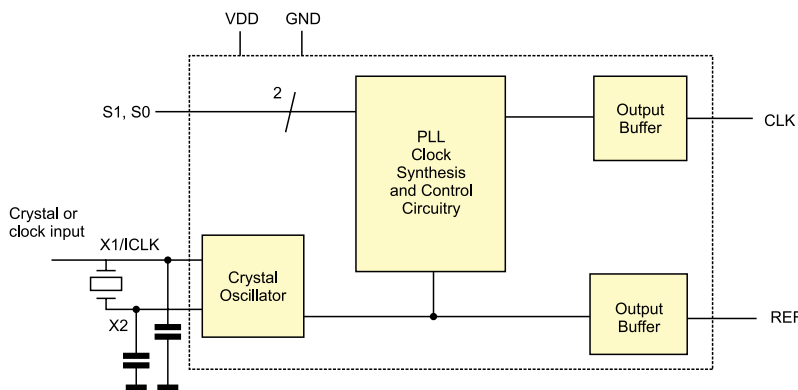 VDD
GND
S1, S0
2
PLL
Clock
Synthesis
and Control
Circuitry
Output
Buffer
CLK
Crystal or
clock input
X1/ICLK
Crystal
Oscillator
X2
Output
Buffer
REF